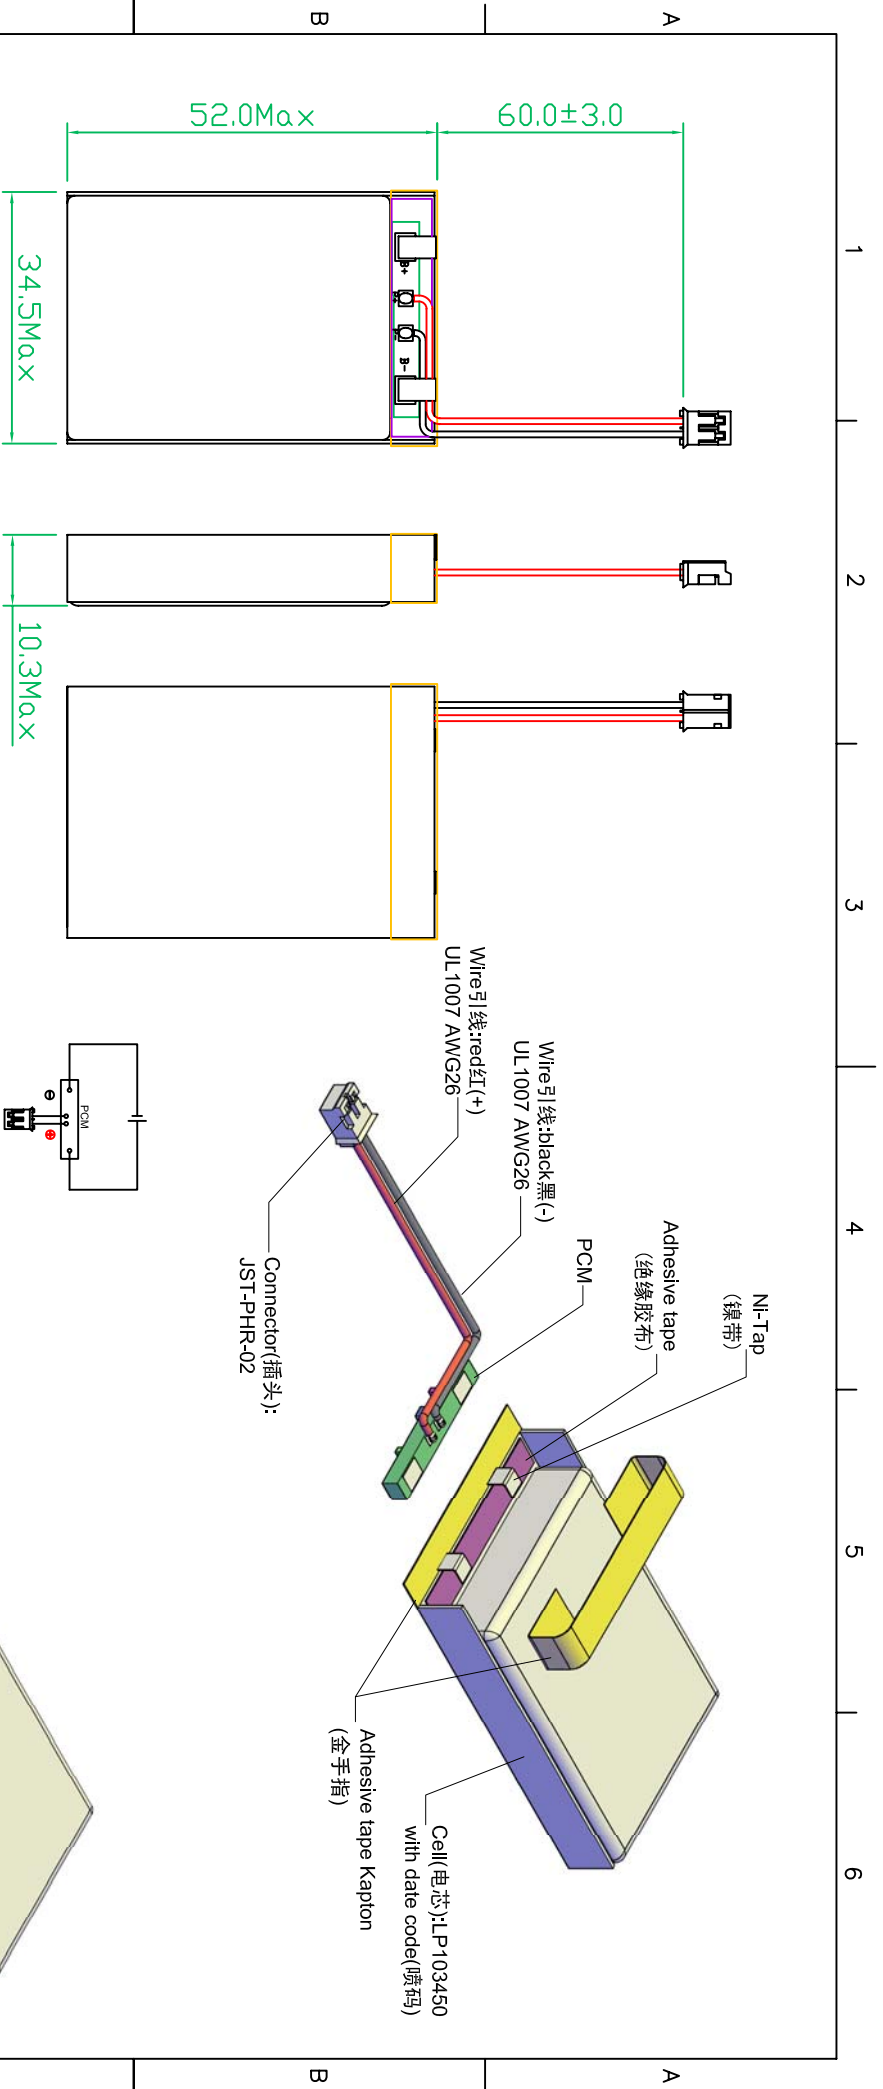 1
2
3
4
5
6
A
A
B
B
52.0Max
60.0±3.0
34.5Max
10.3Max
B+
P+
P-
B-
Wire引线:red红(+)
UL1007 AWG26
Wire引线:black黑(-)
UL1007 AWG26
PCM
Adhesive tape
(绝缘胶布)
Ni-Tap
(镍带)
Connector(插头):
JST-PHR-02
Adhesive tape Kapton
(金手指)
Cell(电芯):LP103450
with date code(喷码)
PCM
⊖
⊕